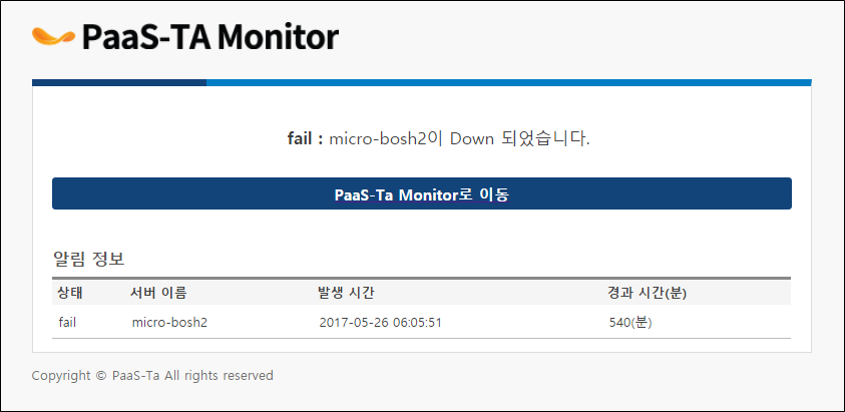 PaaS-TA Monitor
fail : micro-bosh2이 Down 되었습니다.
PaaS-Ta Monitor로 이동
알림 정보
상태 서버 이름 발생 시간 경과 시간(분)
fail micro-bosh2 2017-05-26 06:05:51 540(분)
Copyright © PaaS-Ta All rights reserved